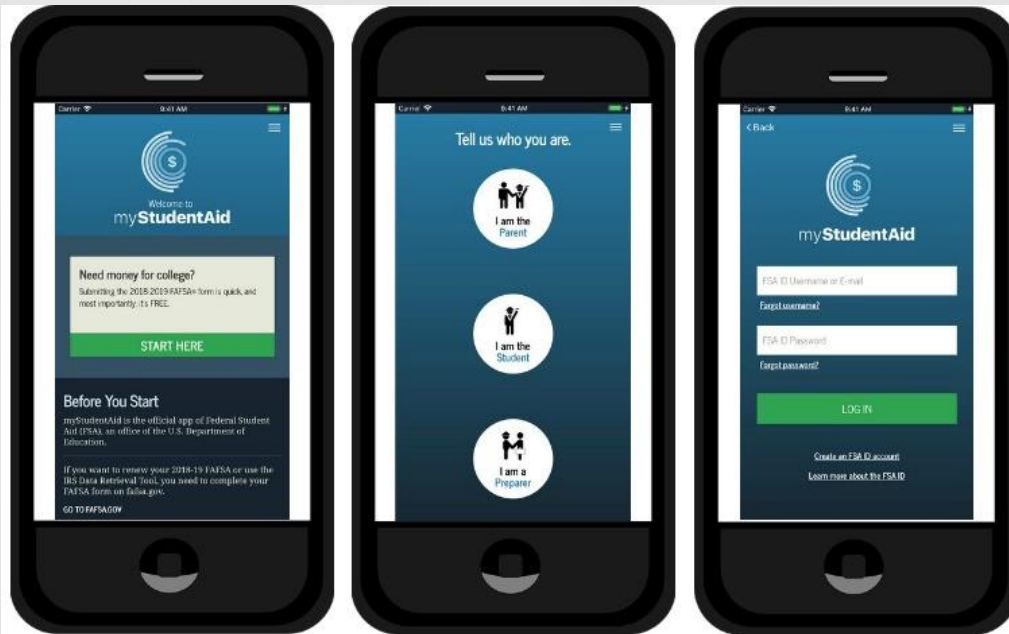 Carrier
9:41 AM
$
Welcome to
myStudentAid
Need money for college?
Submitting the 2018-2019 FAFSA® form is quick, and
most importantly, it's FREE.
START HERE
Before You Start
myStudentAid is the official app of Federal Student
Aid (FSA), an office of the U.S. Department of
Education.
If you want to renew your 2018-19 FAFSA or use the
IRS Data Retrieval Tool, you need to complete your
FAFSA form on fafsa.gov.
GO TO FAFSA.GOV
Carrier
9:41 AM
Tell us who you are.
I am the
Parent
I am the
Student
I am a
Preparer
Carrier
9:41 AM
< Back
$
myStudentAid
FSA ID Username or E-mail
Forgot username?
FSA ID Password
Forgot password?
LOG IN
Create an FSA ID account
Learn more about the FSA ID